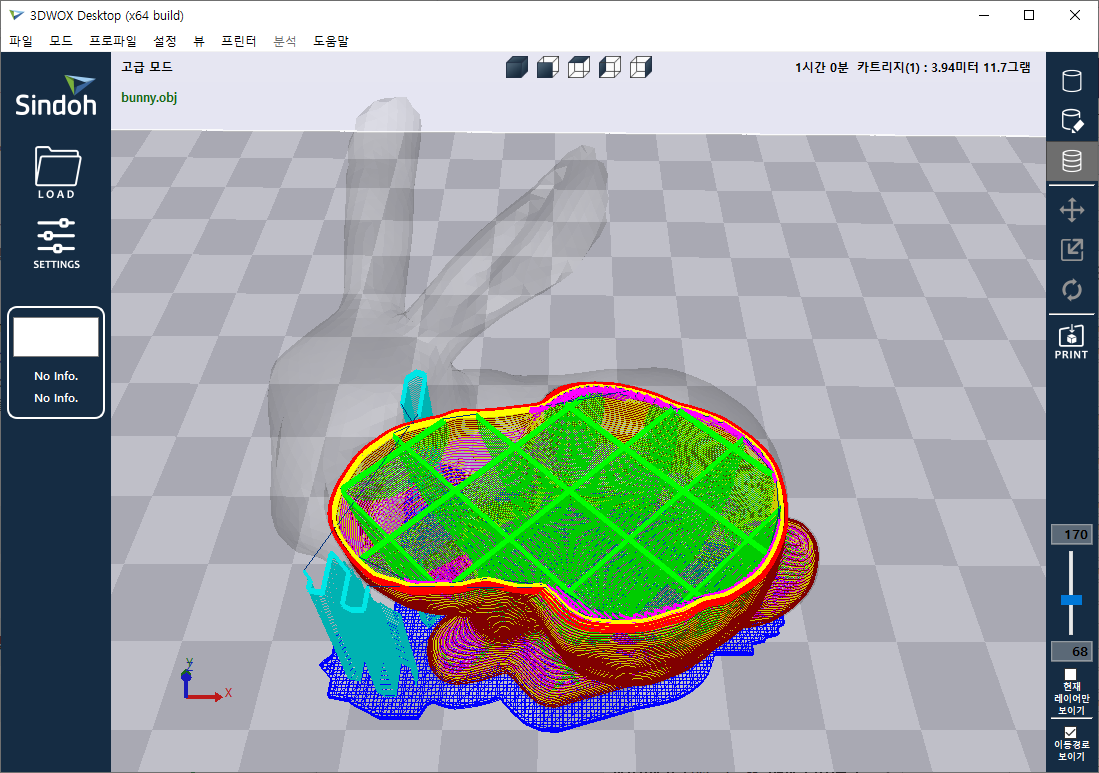 3DWOX Desktop (x64 build)
파일 모드 프로파일 설정 뷰 프린터 분석 도움말
고급 모드
1시간 0분 카트리지(1) : 3.94미터 11.7그램
bunny.obj
Sindoh
LOAD
SETTINGS
No Info.
No Info.
PRINT
170
68
현재
레이어만
보이기
이동경로
보이기
Y
X